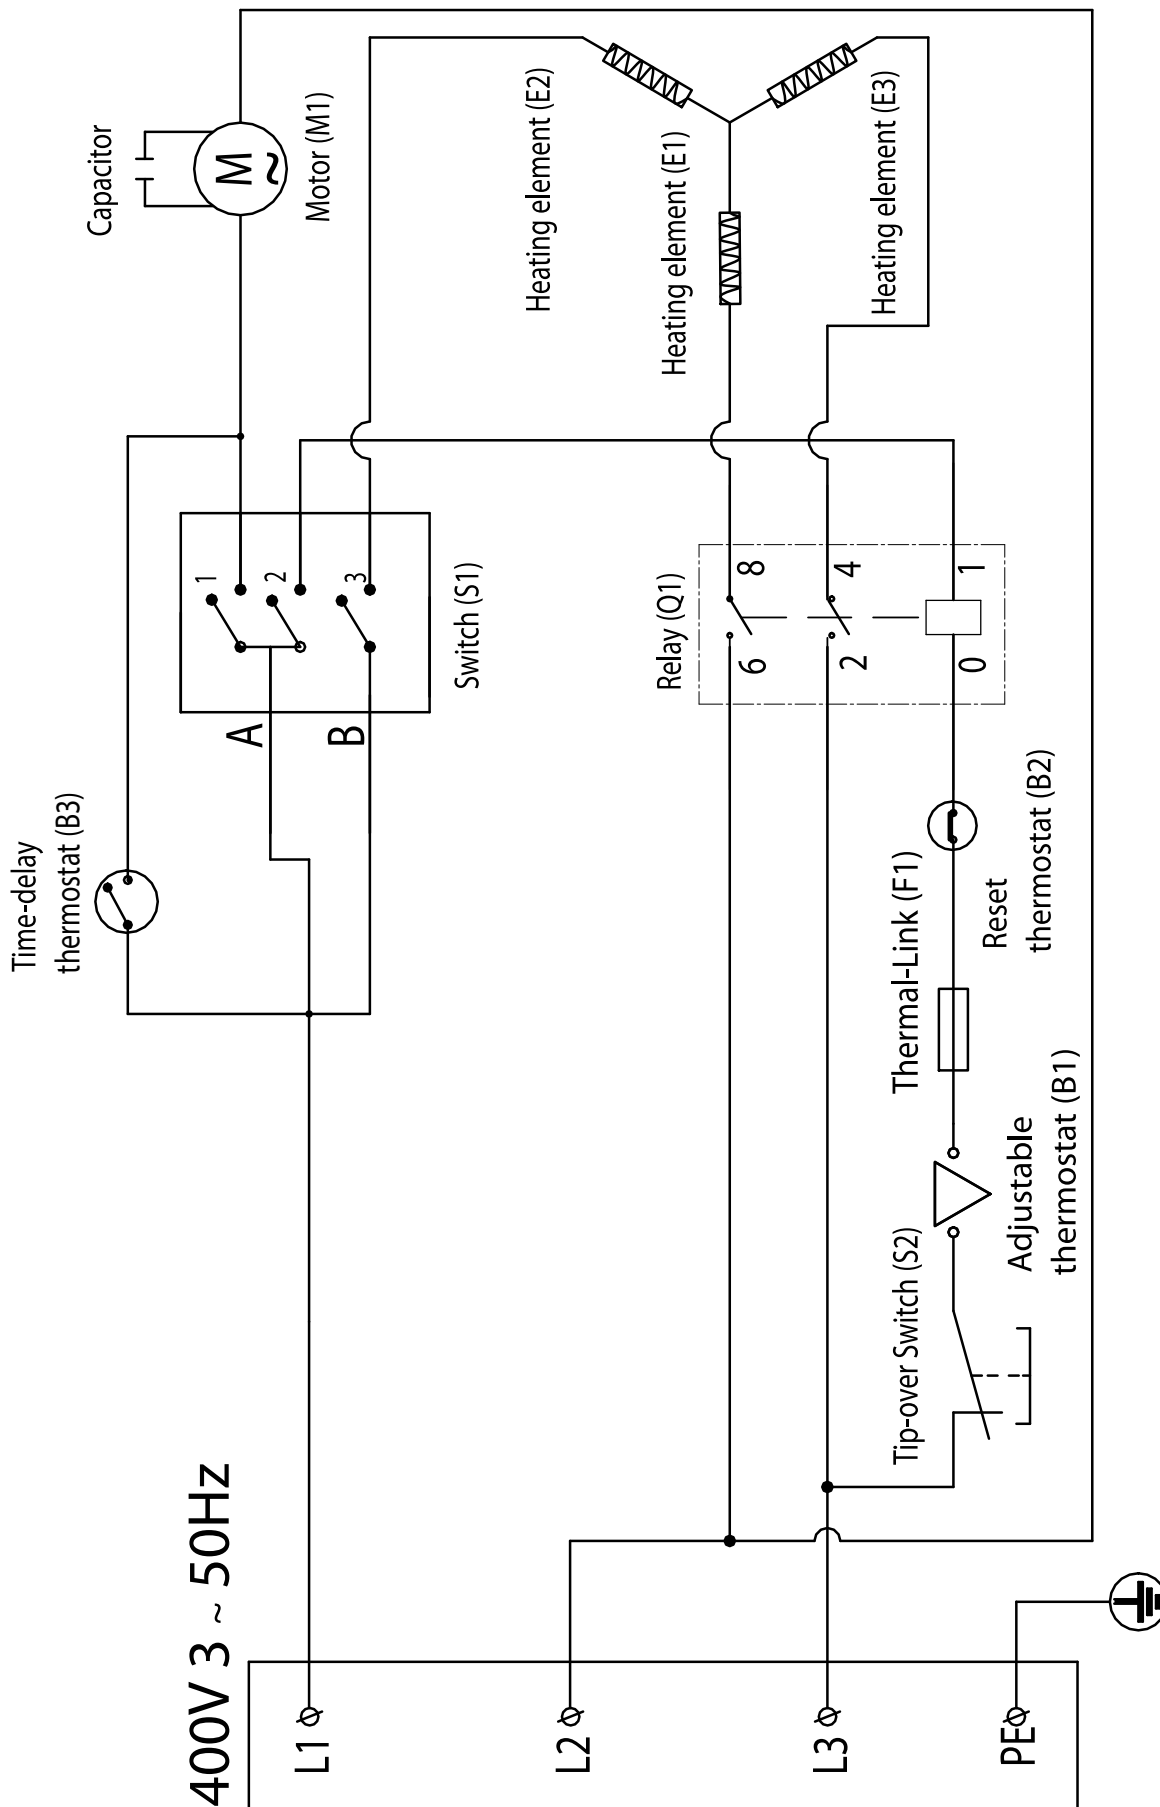 400V 3 ~ 50Hz
L1
L2
L3
PE
Time-delay
thermostat (B3)
Capacitor
M
~
Motor (M1)
A
B
1
2
3
Switch (S1)
Heating element (E2)
Heating element (E1)
Heating element (E3)
Relay (Q1)
6
8
2
4
0
1
Tip-over Switch (S2)
Adjustable
thermostat (B1)
Thermal-Link (F1)
Reset
thermostat (B2)